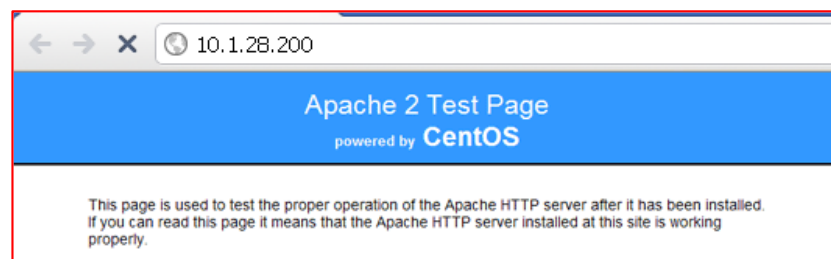 10.1.28.200
Apache 2 Test Page
powered by CentOS
This page is used to test the proper operation of the Apache HTTP server after it has been installed.
If you can read this page it means that the Apache HTTP server installed at this site is working
properly.